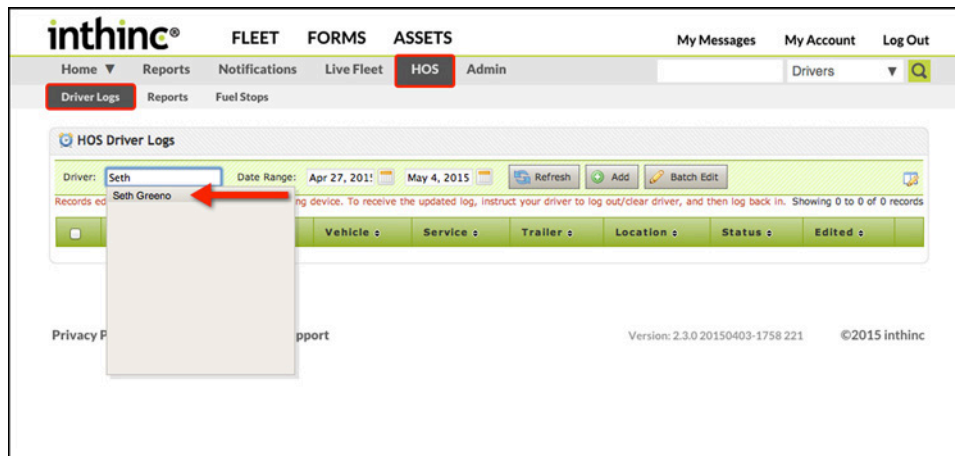 inthinc® FLEET FORMS ASSETS My Messages My Account Log Out
Home ▼ Reports Notifications Live Fleet HOS Admin Drivers ▼
Driver Logs Reports Fuel Stops
HOS Driver Logs
Driver: Seth Date Range: Apr 27, 201 May 4, 2015 Refresh Add Batch Edit
Seth Greeno
Records ed ng device. To receive the updated log, instruct your driver to log out/clear driver, and then log back in. Showing 0 to 0 of 0 records
Vehicle Service Trailer Location Status Edited
Privacy P pport Version: 2.3.0 20150403-1758 221 ©2015 inthinc